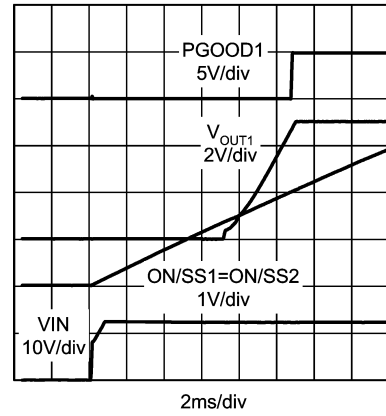 PGOOD1
5V/div
VOUT1
2V/div
ON/SS1=ON/SS2
1V/div
VIN
10V/div
2ms/div